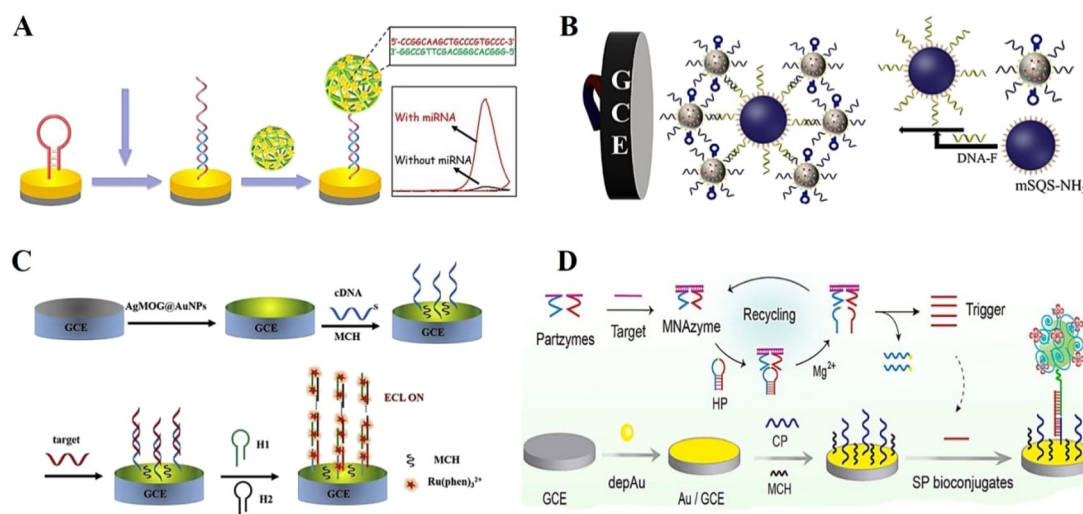 A
5'-CCGGCAAGCTGCCCGTGCCC-3'
3'-GGCCGTTCGACGGGCACGGG-5'
With miRNA
Without miRNA
B
GCE
DNA-F
mSQS-NH
C
AgMOG@AuNPs
cDNA
S
MCH
GCE
GCE
GCE
target
H1
H2
GCE
GCE
ECL ON
MCH
Ru(phen)₃²⁺
D
Partzymes
Target
MNAzyme
Recycling
HP
Mg²⁺
Trigger
GCE
depAu
Au / GCE
CP
MCH
SP bioconjugates